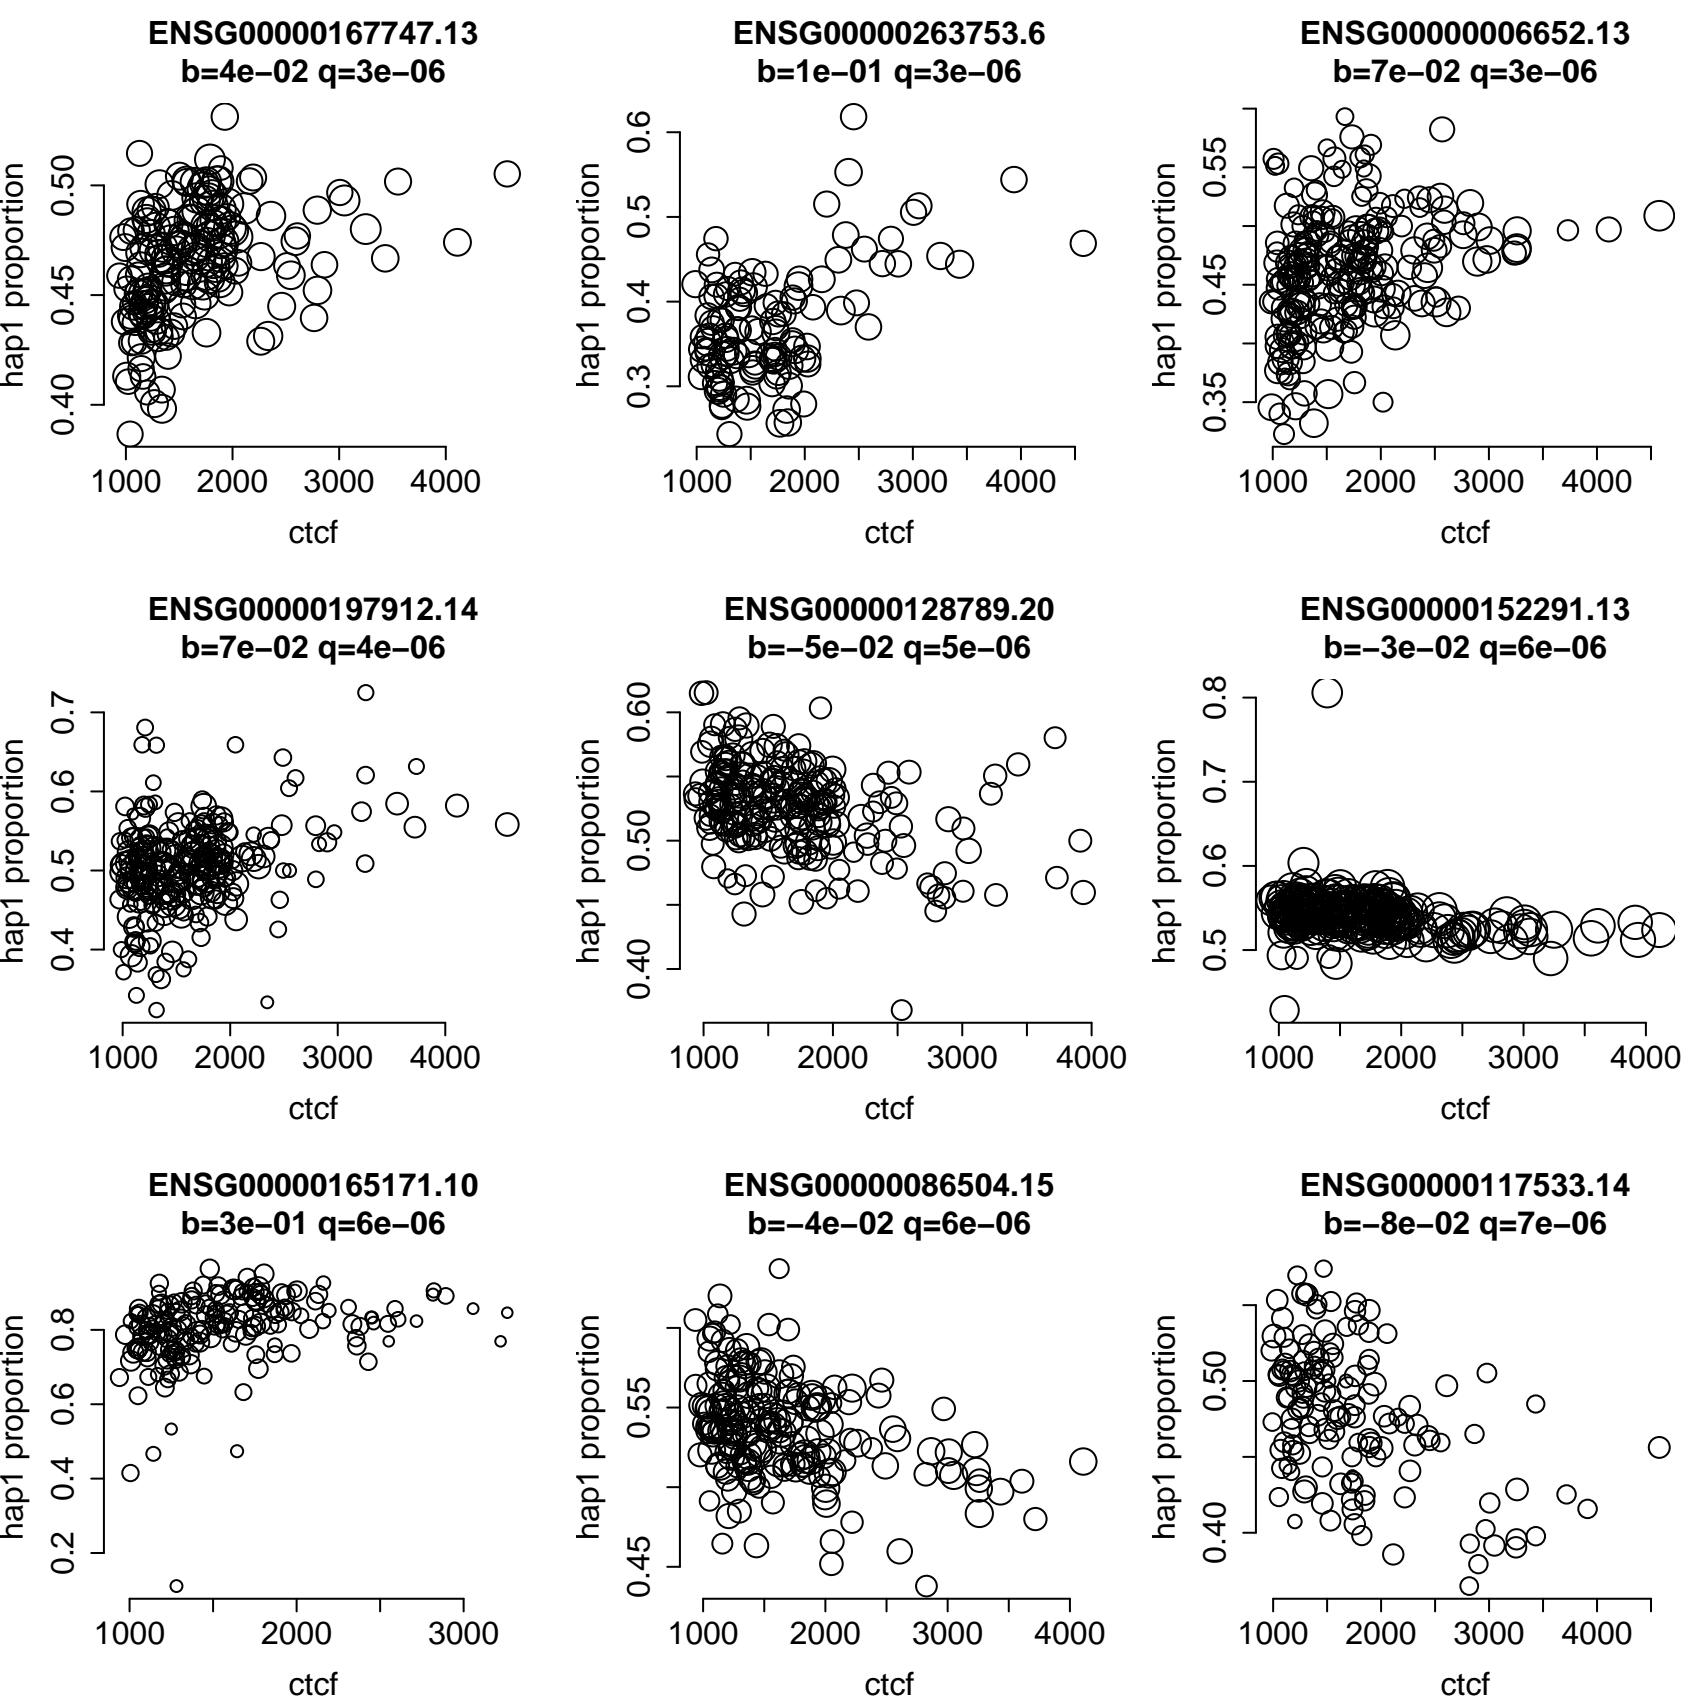 ENSG00000167747.13
b=4e−02 q=3e−06
hap1 proportion
0.40 0.45 0.50
1000 2000 3000 4000
ctcf
ENSG00000263753.6
b=1e−01 q=3e−06
hap1 proportion
0.3 0.4 0.5 0.6
1000 2000 3000 4000
ctcf
ENSG00000006652.13
b=7e−02 q=3e−06
hap1 proportion
0.35 0.45 0.55
1000 2000 3000 4000
ctcf
ENSG00000197912.14
b=7e−02 q=4e−06
hap1 proportion
0.4 0.5 0.6 0.7
1000 2000 3000 4000
ctcf
ENSG00000128789.20
b=−5e−02 q=5e−06
hap1 proportion
0.40 0.50 0.60
1000 2000 3000 4000
ctcf
ENSG00000152291.13
b=−3e−02 q=6e−06
hap1 proportion
0.5 0.6 0.7 0.8
1000 2000 3000 4000
ctcf
ENSG00000165171.10
b=3e−01 q=6e−06
hap1 proportion
0.2 0.4 0.6 0.8
1000 2000 3000
ctcf
ENSG00000086504.15
b=−4e−02 q=6e−06
hap1 proportion
0.45 0.55
1000 2000 3000 4000
ctcf
ENSG00000117533.14
b=−8e−02 q=7e−06
hap1 proportion
0.40 0.50
1000 2000 3000 4000
ctcf